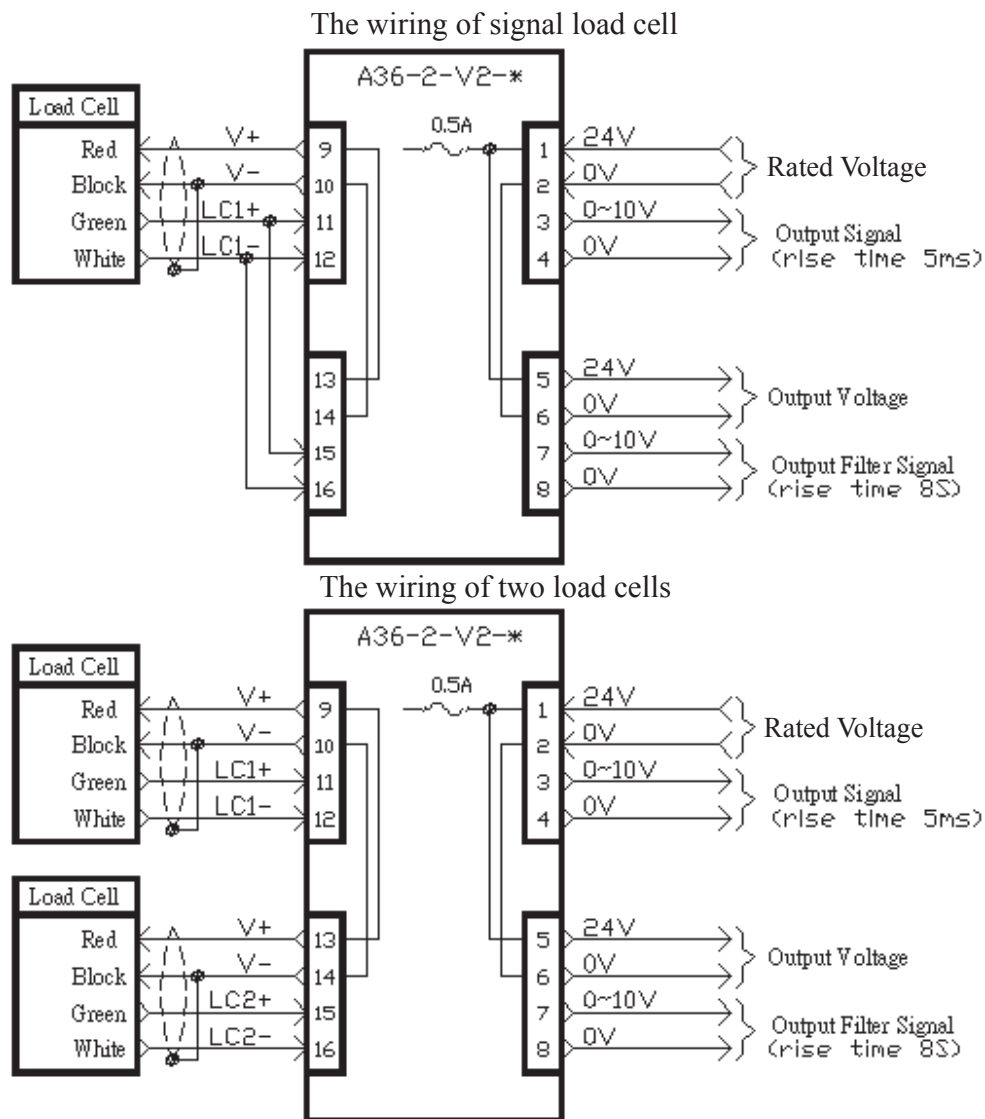 The wiring of signal load cell
A36-2-V2-*
Load Cell
Red
Block
Green
White
V+
V-
LC1+
LC1-
9
10
11
12
13
14
15
16
0.5A
1
2
3
4
5
6
7
8
24V
0V
0~10V
0V
Rated Voltage
Output Signal
(rise time 5ms)
24V
0V
0~10V
0V
Output Voltage
Output Filter Signal
(rise time 8S)
The wiring of two load cells
A36-2-V2-*
Load Cell
Red
Block
Green
White
V+
V-
LC1+
LC1-
9
10
11
12
Load Cell
Red
Block
Green
White
V+
V-
LC2+
LC2-
13
14
15
16
0.5A
1
2
3
4
5
6
7
8
24V
0V
0~10V
0V
Rated Voltage
Output Signal
(rise time 5ms)
24V
0V
0~10V
0V
Output Voltage
Output Filter Signal
(rise time 8S)